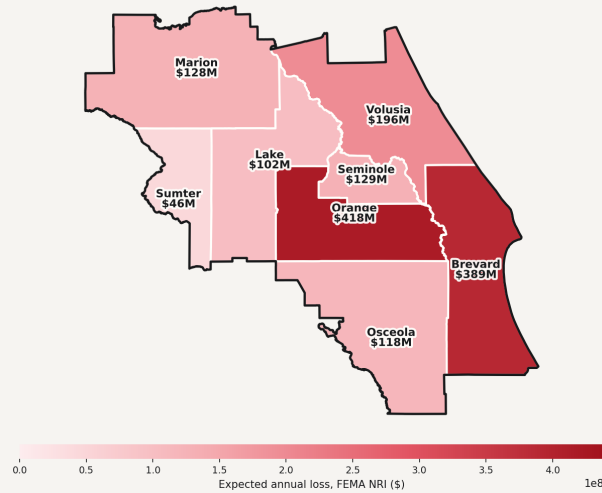 Marion
$128M
Volusia
$196M
Lake
$102M
Seminole
$129M
Sumter
$46M
Orange
$418M
Brevard
$389M
Osceola
$118M
0.0 0.5 1.0 1.5 2.0 2.5 3.0 3.5 4.0
1e8
Expected annual loss, FEMA NRI ($)